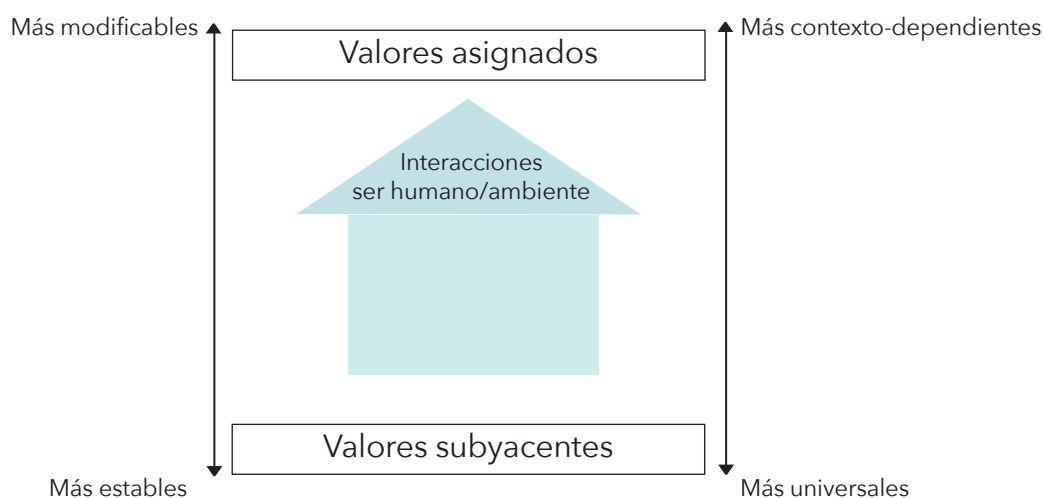 Más modificables
Más contexto-dependientes
Valores asignados
Interacciones
ser humano/ambiente
Valores subyacentes
Más estables
Más universales